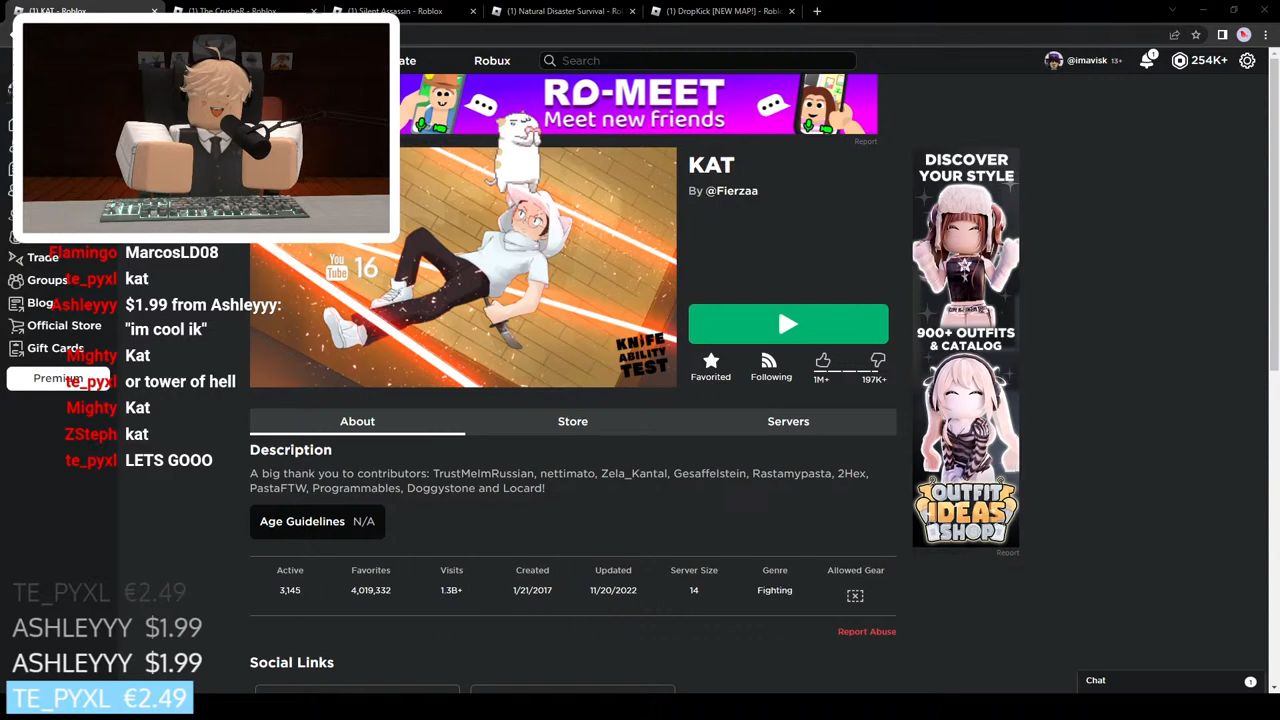 (1) KAT - Roblox
(1) The CrusheR - Roblox
(1) Silent Assassin - Roblox
(1) Natural Disaster Survival - Ro
(1) DropKick [NEW MAP!] - Roblox
Robux
Search
@imavisk 13+
1
254K+
RO-MEET
Meet new friends
Report
KAT
By @Fierzaa
You Tube 16
KNIFE ABILITY TEST
Favorited
Following
1M+
197K+
DISCOVER
YOUR STYLE
900+ OUTFITS
& CATALOG
OUTFIT
IDEAS
SHOP
Report
Trade
Groups
Blog
Official Store
Gift Cards
Premium
Flamingo MarcosLD08
te_pyxl kat
Ashleyyy $1.99 from Ashleyyy:
"im cool ik"
Mighty Kat
te_pyxl or tower of hell
Mighty Kat
ZSteph kat
te_pyxl LETS GOOO
About
Store
Servers
Description
A big thank you to contributors: TrustMeImRussian, nettimato, Zela_Kantal, Gesaffelstein, Rastamypasta, 2Hex,
PastaFTW, Programmables, Doggystone and Locard!
Age Guidelines N/A
Active Favorites Visits Created Updated Server Size Genre Allowed Gear
3,145 4,019,332 1.3B+ 1/21/2017 11/20/2022 14 Fighting
Report Abuse
Social Links
TE_PYXL €2.49
ASHLEYYY $1.99
ASHLEYYY $1.99
TE_PYXL €2.49
Chat
1